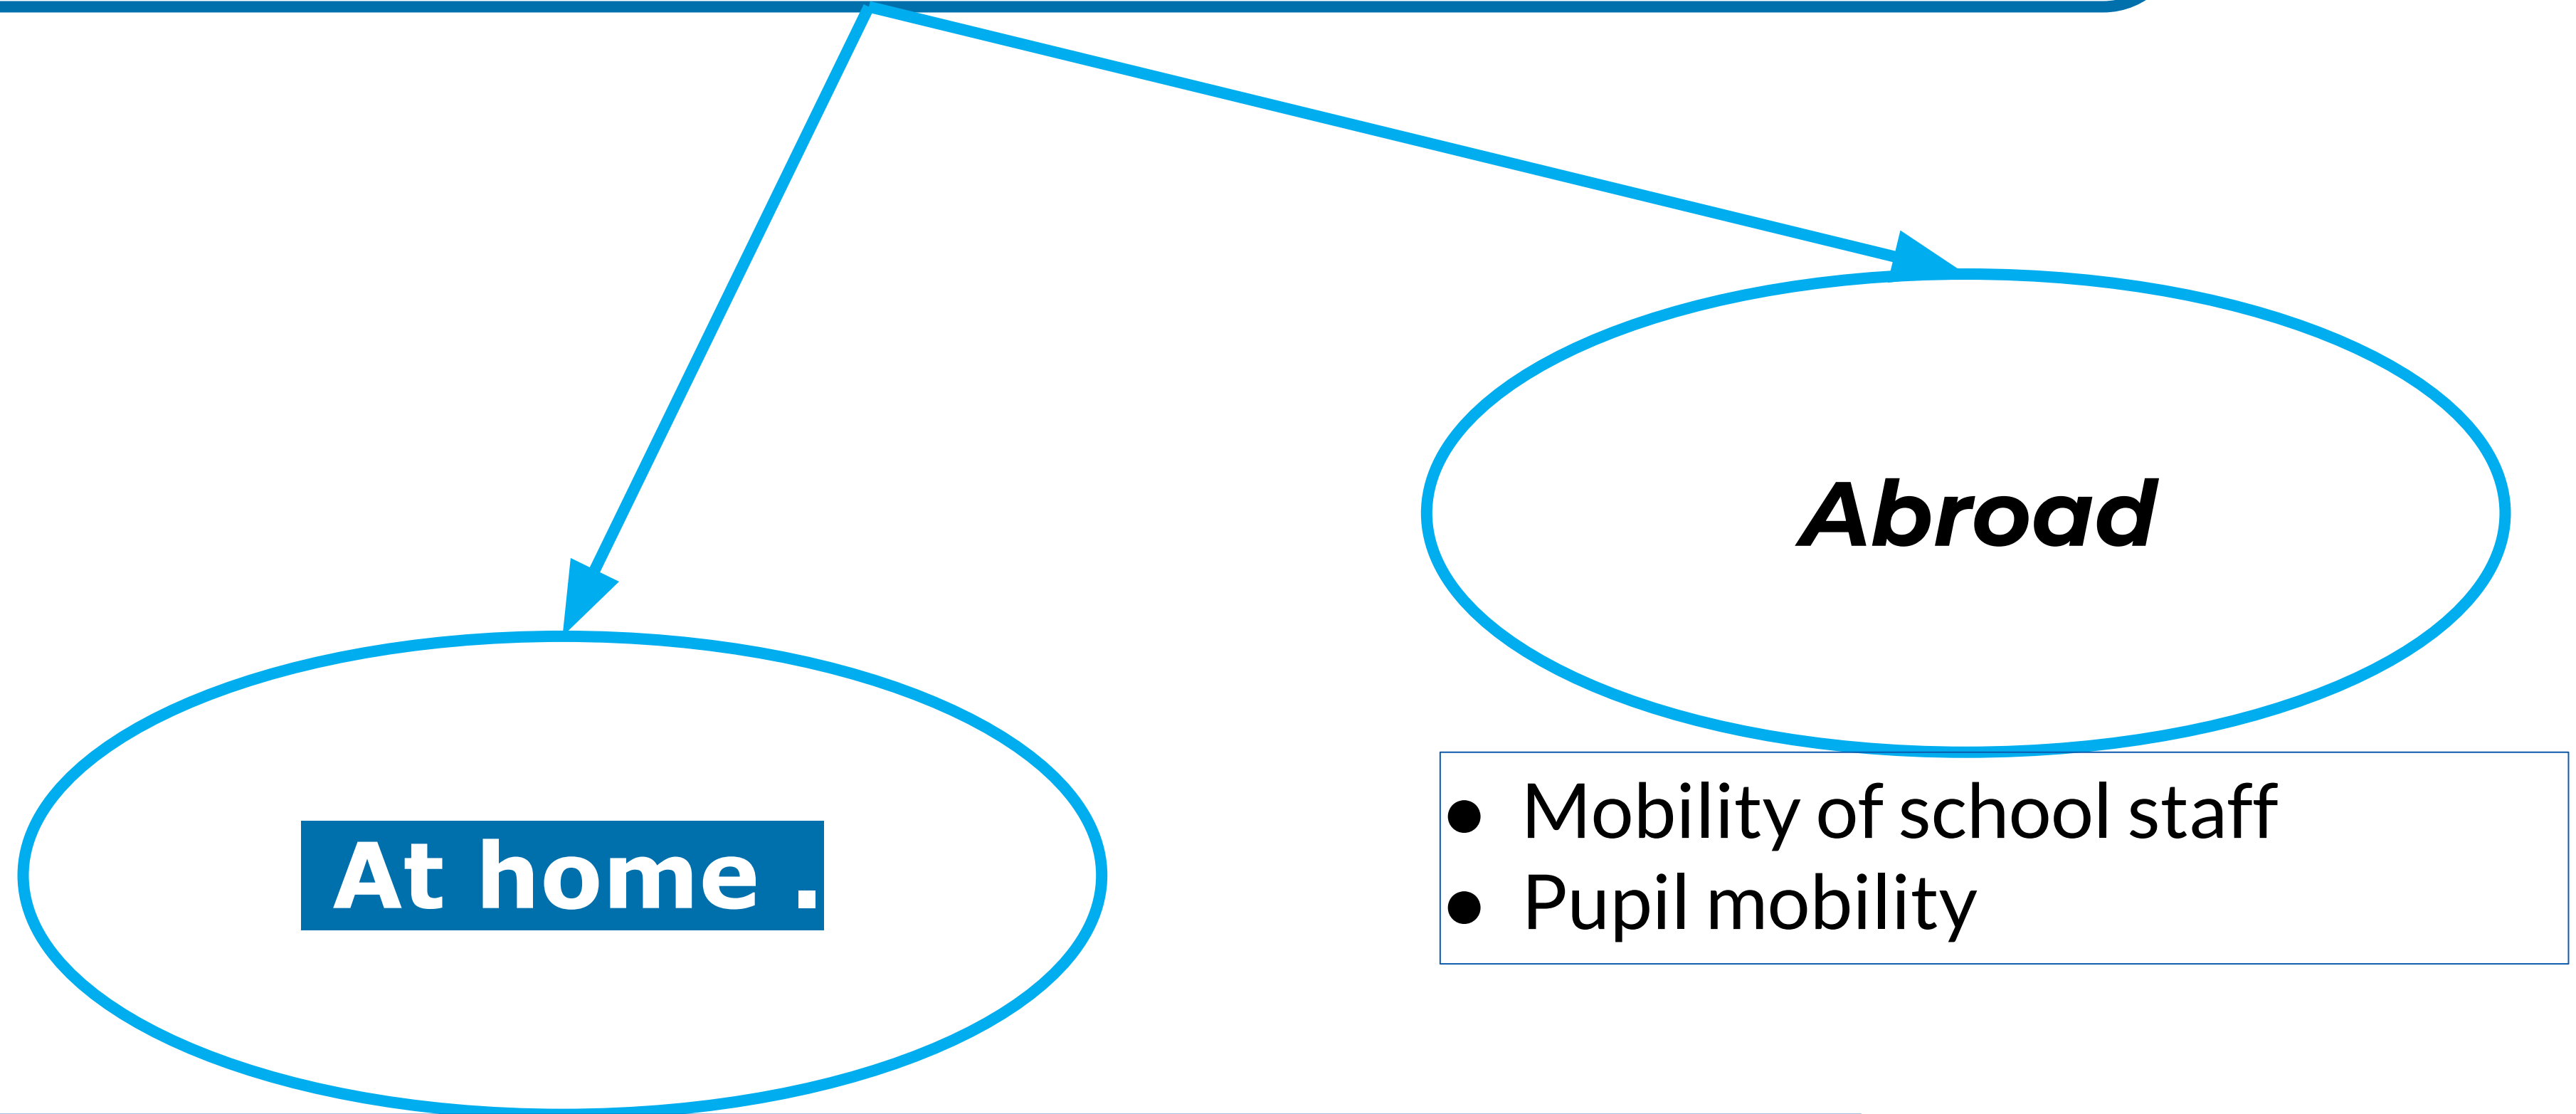 Abroad
At home .
● Mobility of school staff
● Pupil mobility